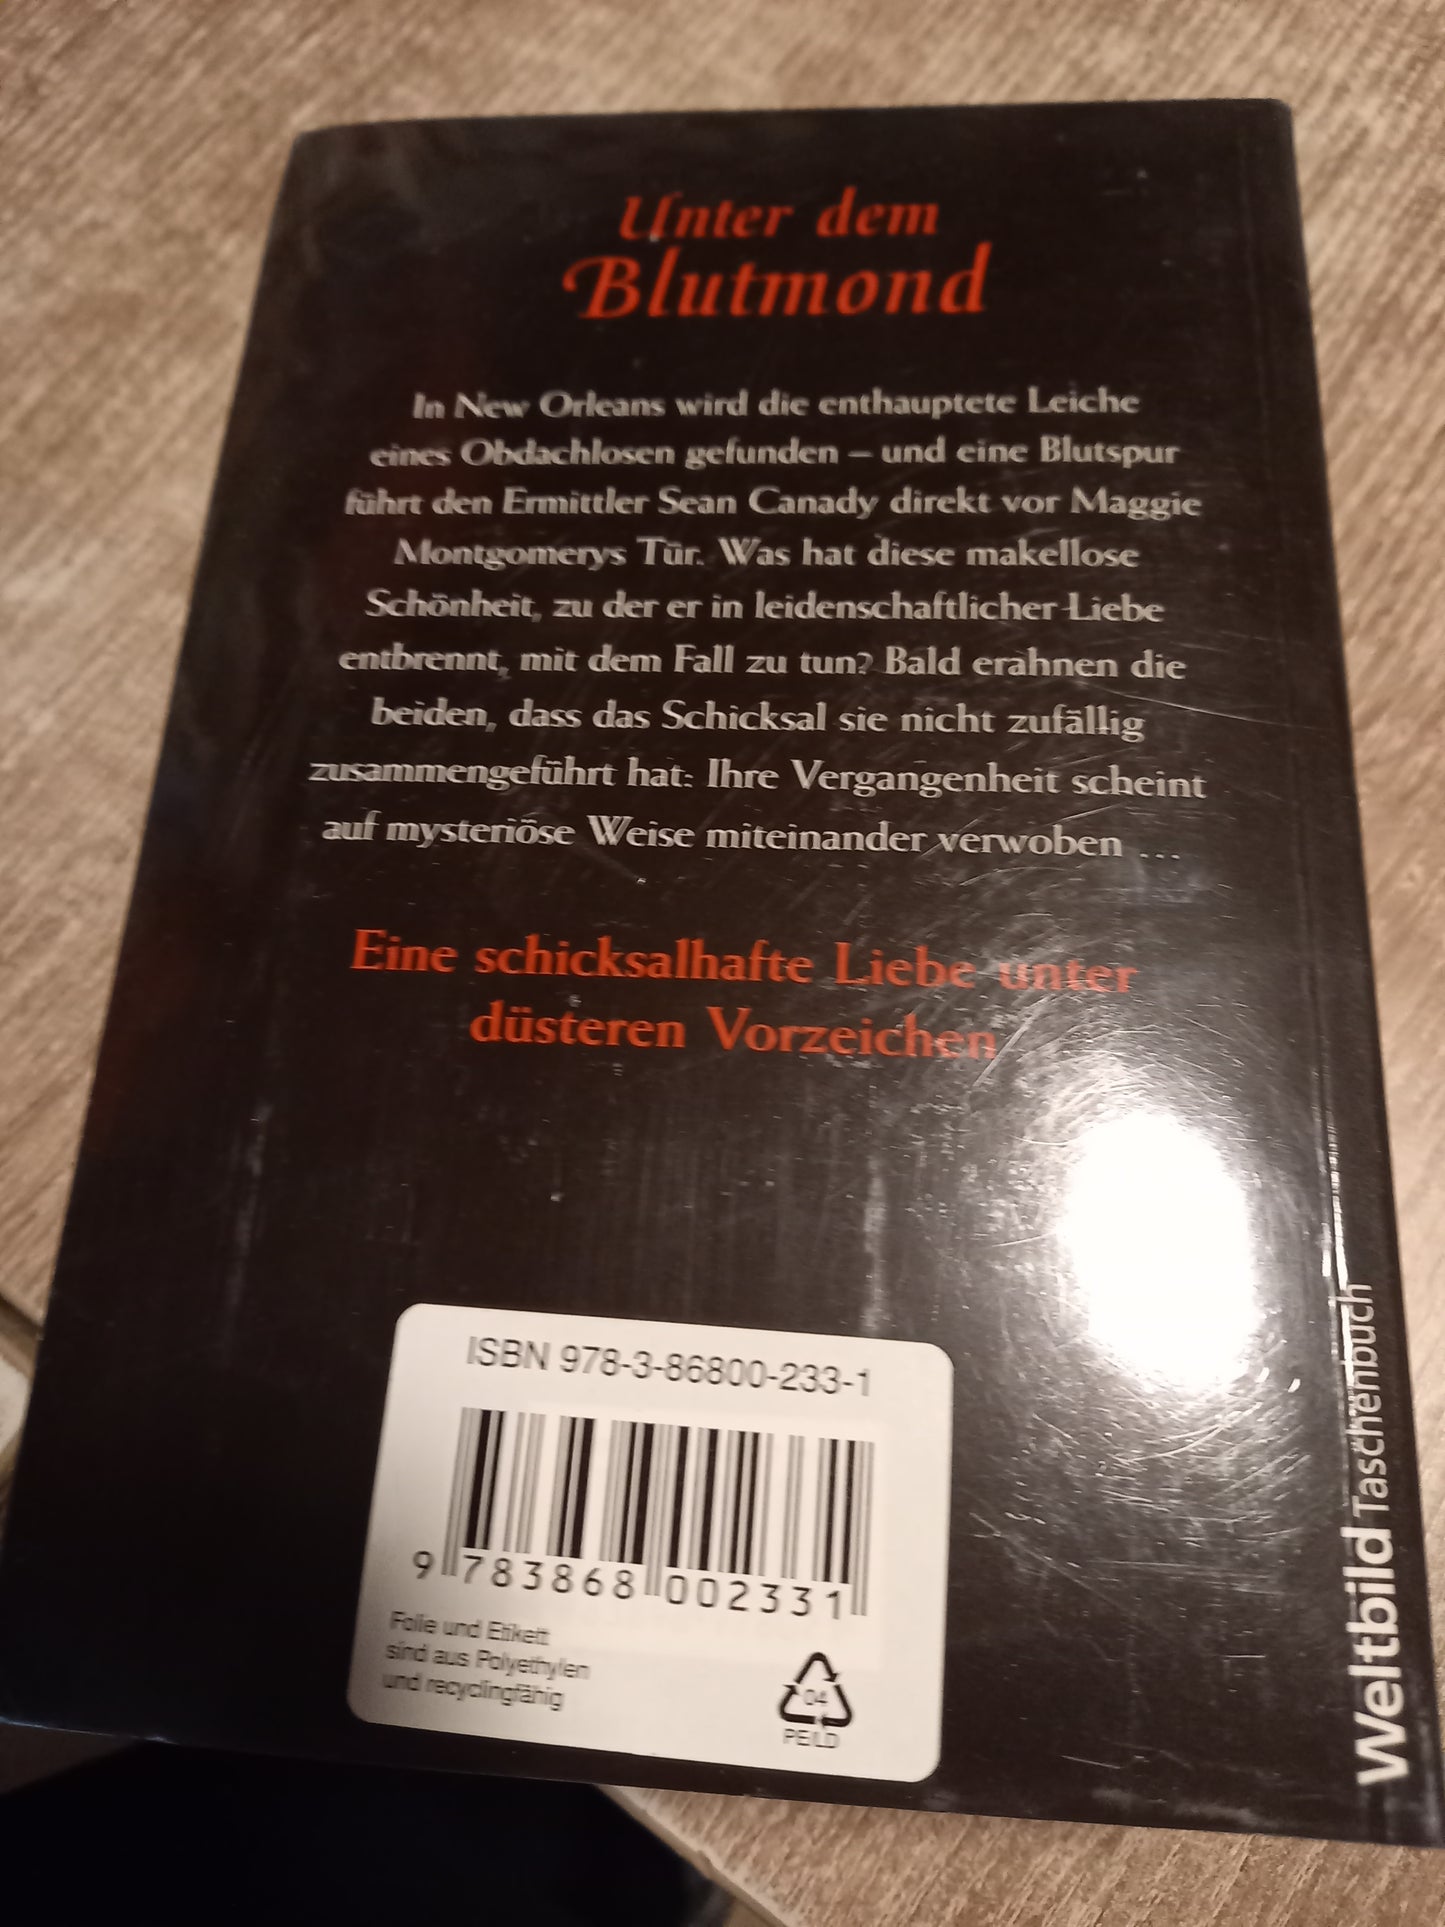 Unter dem
Blutmond
In New Orleans wird die enthauptete Leiche
eines Obdachlosen gefunden – und eine Blutspur
führt den Ermittler Sean Canady direkt vor Maggie
Montgomerys Tür. Was hat diese makellose
Schönheit, zu der er in leidenschaftlicher Liebe
entbrennt, mit dem Fall zu tun? Bald erahnen die
beiden, dass das Schicksal sie nicht zufällig
zusammengeführt hat: Ihre Vergangenheit scheint
auf mysteriöse Weise miteinander verwoben ...
Eine schicksalhafte Liebe unter
düsteren Vorzeichen
ISBN 978-3-86800-233-1
9 783868 002331
Folie und Etikett
sind aus Polyethylen
und recyclingfähig
04
PE/LD
Weltbild Taschenbuch